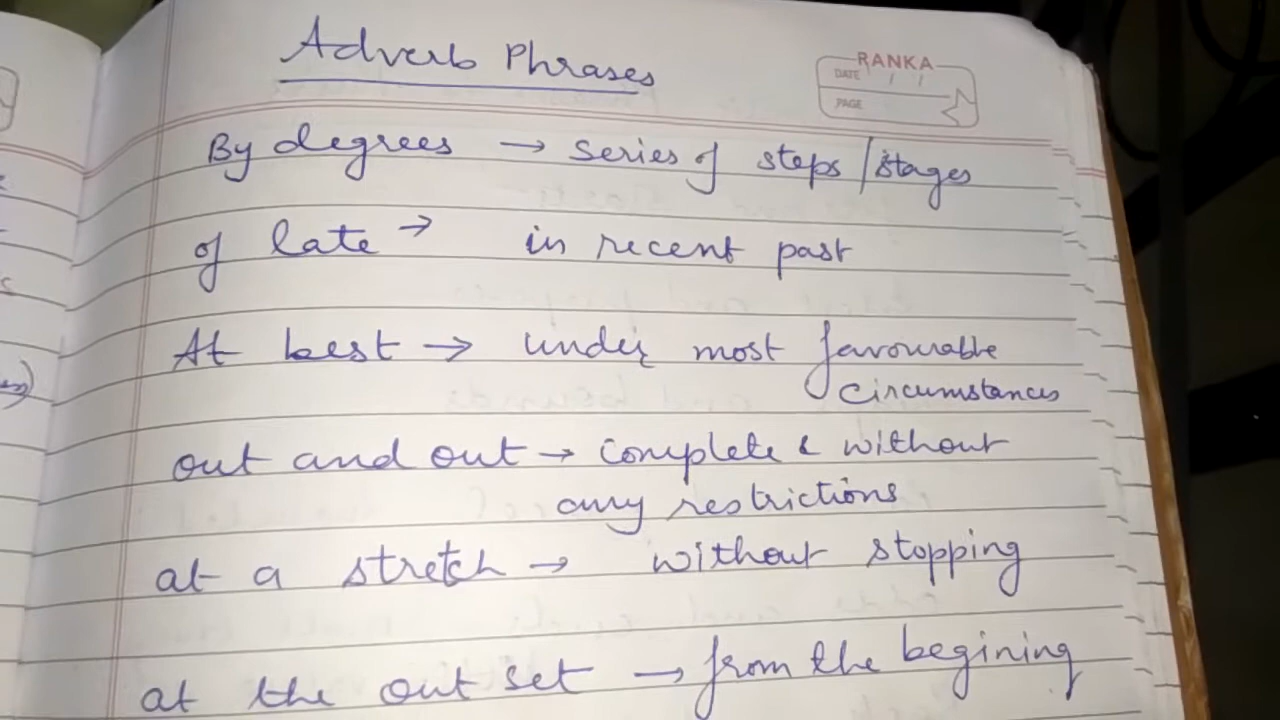 Adverb Phrases
RANKA
DATE / /
PAGE
By degrees → series of steps/stages
of late → in recent past
At best → under most favourable
circumstances
out and out → complete & without
any restrictions
at a stretch → without stopping
at the out set → from the begining